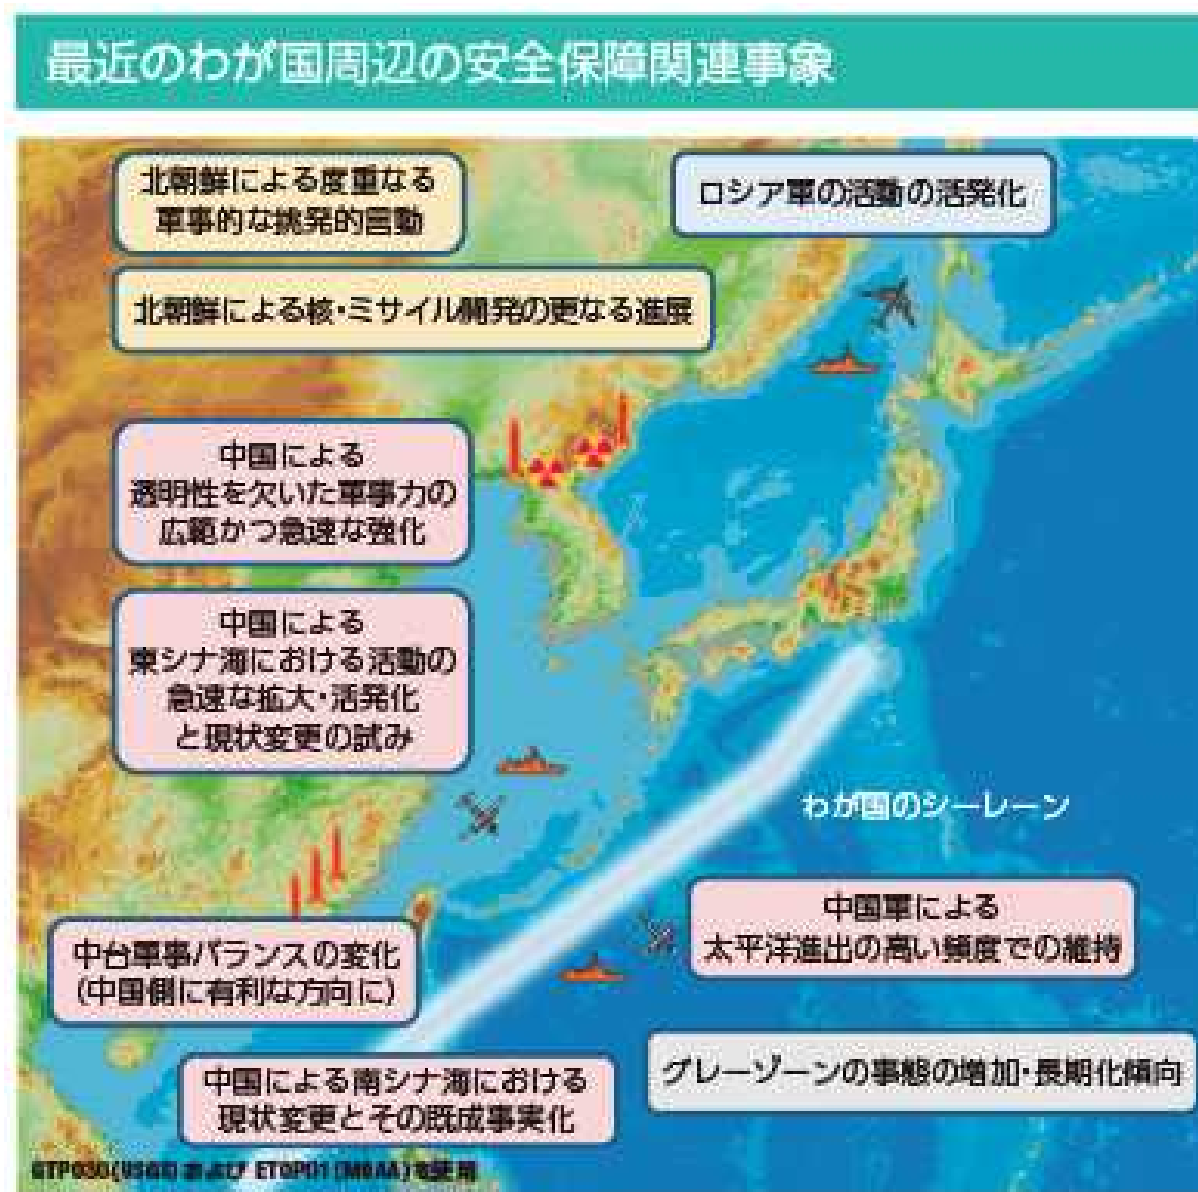 最近のわが国周辺の安全保障関連事象
北朝鮮による度重なる
軍事的な挑発的言動
ロシア軍の活動の活発化
北朝鮮による核・ミサイル開発の更なる進展
中国による
透明性を欠いた軍事力の
広範かつ急速な強化
中国による
東シナ海における活動の
急速な拡大・活発化
と現状変更の試み
わが国のシーレーン
中国軍による
太平洋進出の高い頻度での維持
中台軍事バランスの変化
(中国側に有利な方向に)
グレーゾーンの事態の増加・長期化傾向
中国による南シナ海における
現状変更とその既成事実化
および を使用